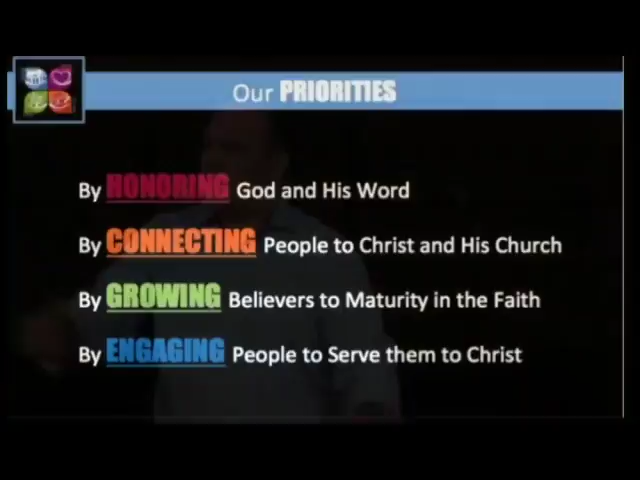 Our PRIORITIES
By HONORING God and His Word
By CONNECTING People to Christ and His Church
By GROWING Believers to Maturity in the Faith
By ENGAGING People to Serve them to Christ